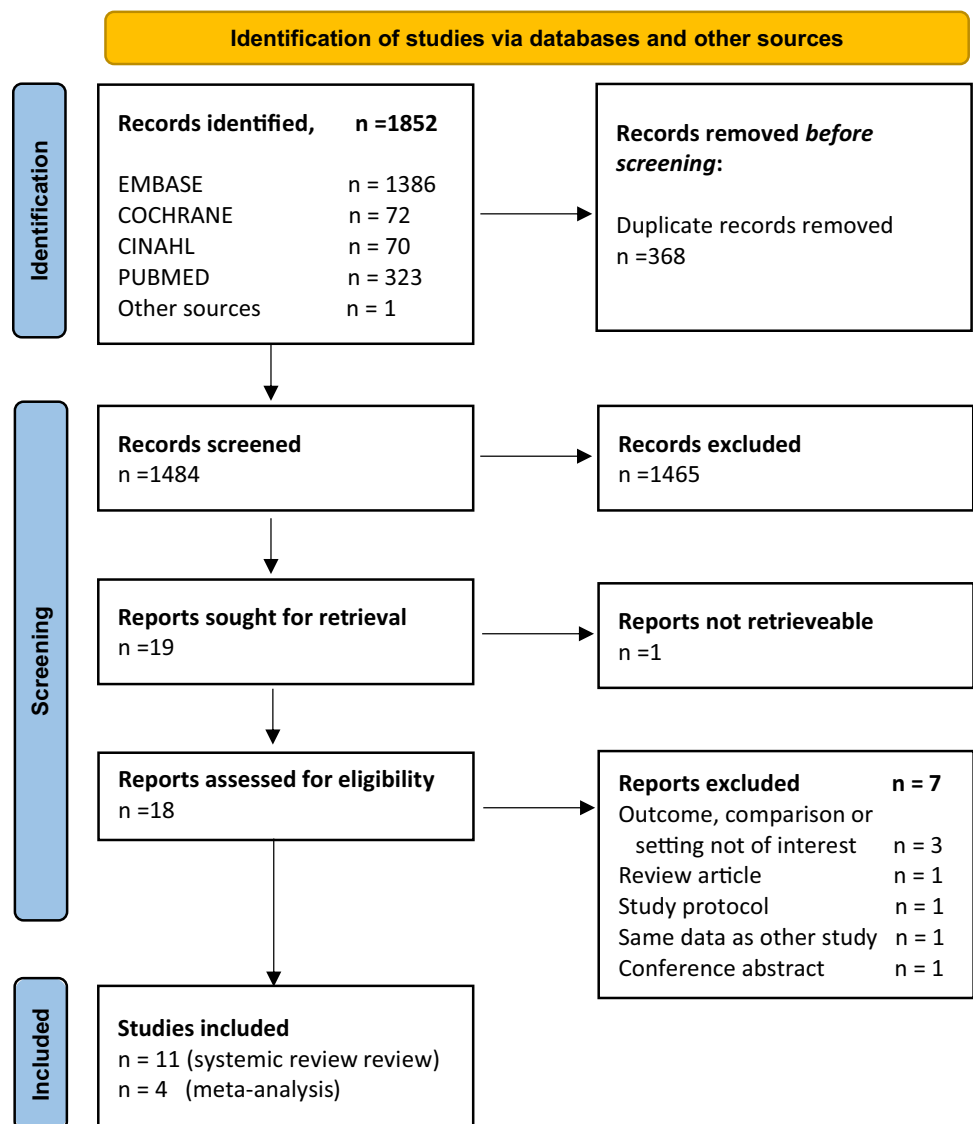 Identification of studies via databases and other sources
Identification
Records identified, n =1852
EMBASE n = 1386
COCHRANE n = 72
CINAHL n = 70
PUBMED n = 323
Other sources n = 1
Records removed before
screening:
Duplicate records removed
n =368
Screening
Records screened
n =1484
Records excluded
n =1465
Reports sought for retrieval
n =19
Reports not retrieveable
n =1
Reports assessed for eligibility
n =18
Reports excluded n = 7
Outcome, comparison or
setting not of interest n = 3
Review article n = 1
Study protocol n = 1
Same data as other study n = 1
Conference abstract n = 1
Included
Studies included
n = 11 (systemic review review)
n = 4 (meta-analysis)